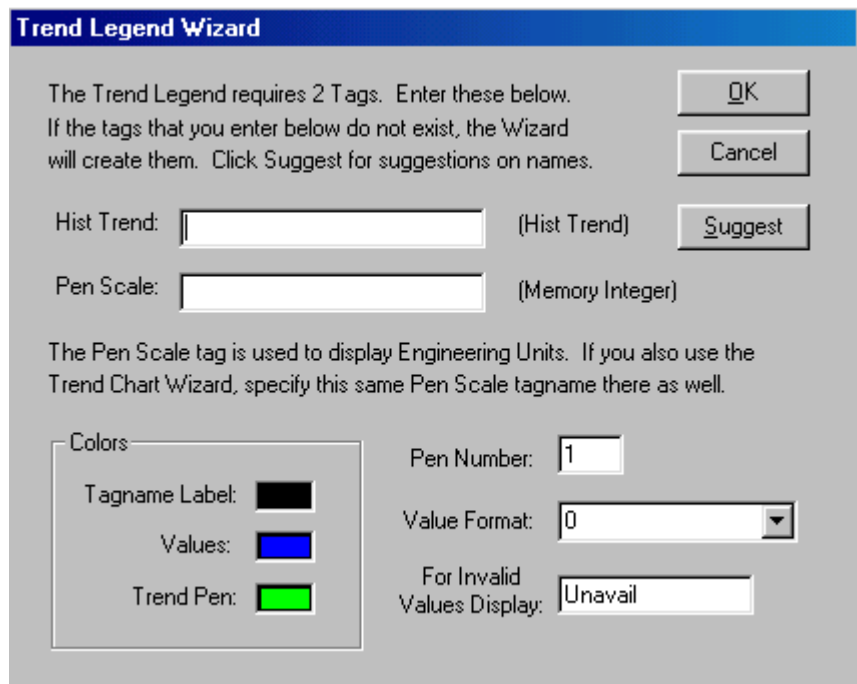 Trend Legend Wizard
The Trend Legend requires 2 Tags.  Enter these below.
If the tags that you enter below do not exist, the Wizard
will create them.  Click Suggest for suggestions on names.
OK
Cancel
Hist Trend:
(Hist Trend)
Suggest
Pen Scale:
(Memory Integer)
The Pen Scale tag is used to display Engineering Units.  If you also use the
Trend Chart Wizard, specify this same Pen Scale tagname there as well.
Colors
Tagname Label:
Values:
Trend Pen:
Pen Number: 1
Value Format: 0
For Invalid
Values Display: Unavail